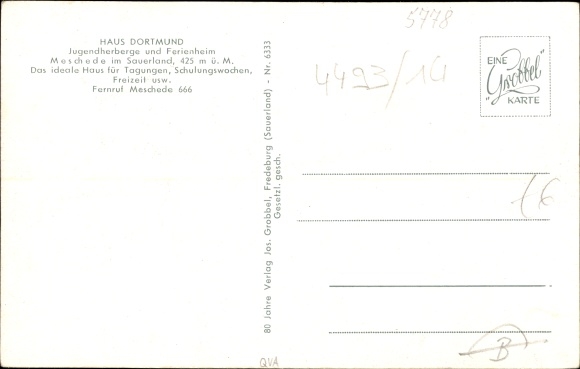 HAUS DORTMUND
Jugendherberge und Ferienheim
Meschede im Sauerland, 425 m ü. M.
Das ideale Haus für Tagungen, Schulungswochen,
Freizeit usw.
Fernruf Meschede 666
80 Jahre Verlag Jos. Grobbel, Fredeburg (Sauerland) - Nr. 6333
Gesetzl. gesch.
5778
4493/14
EINE
„Grobbel"
KARTE
16
B
QVA